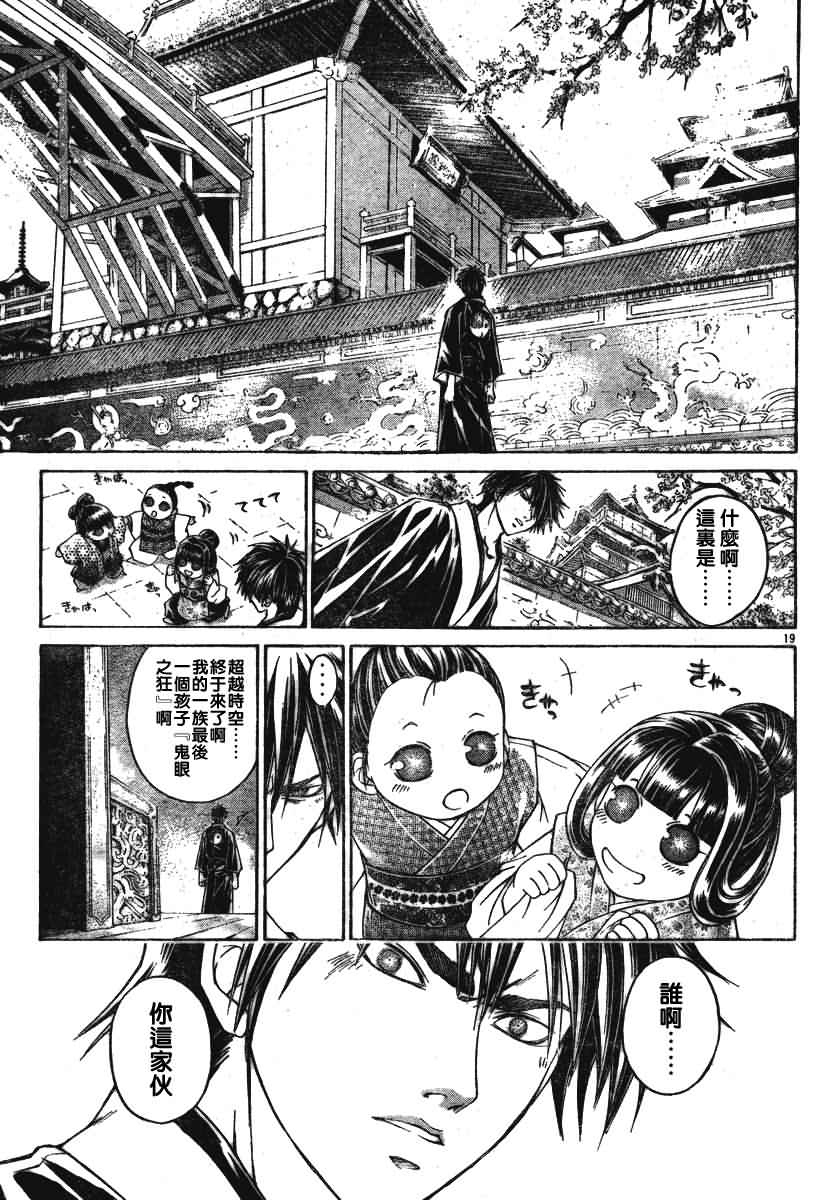 什麼啊⋯⋯
這裏是⋯⋯
19
てててて
きゃはっ
きゃは。
きゃっ
きゃっ
⋯⋯
超越時空⋯⋯
終于來了啊
我的一族最後
一個孩子『鬼眼
之狂』啊
誰啊⋯⋯
你這家伙